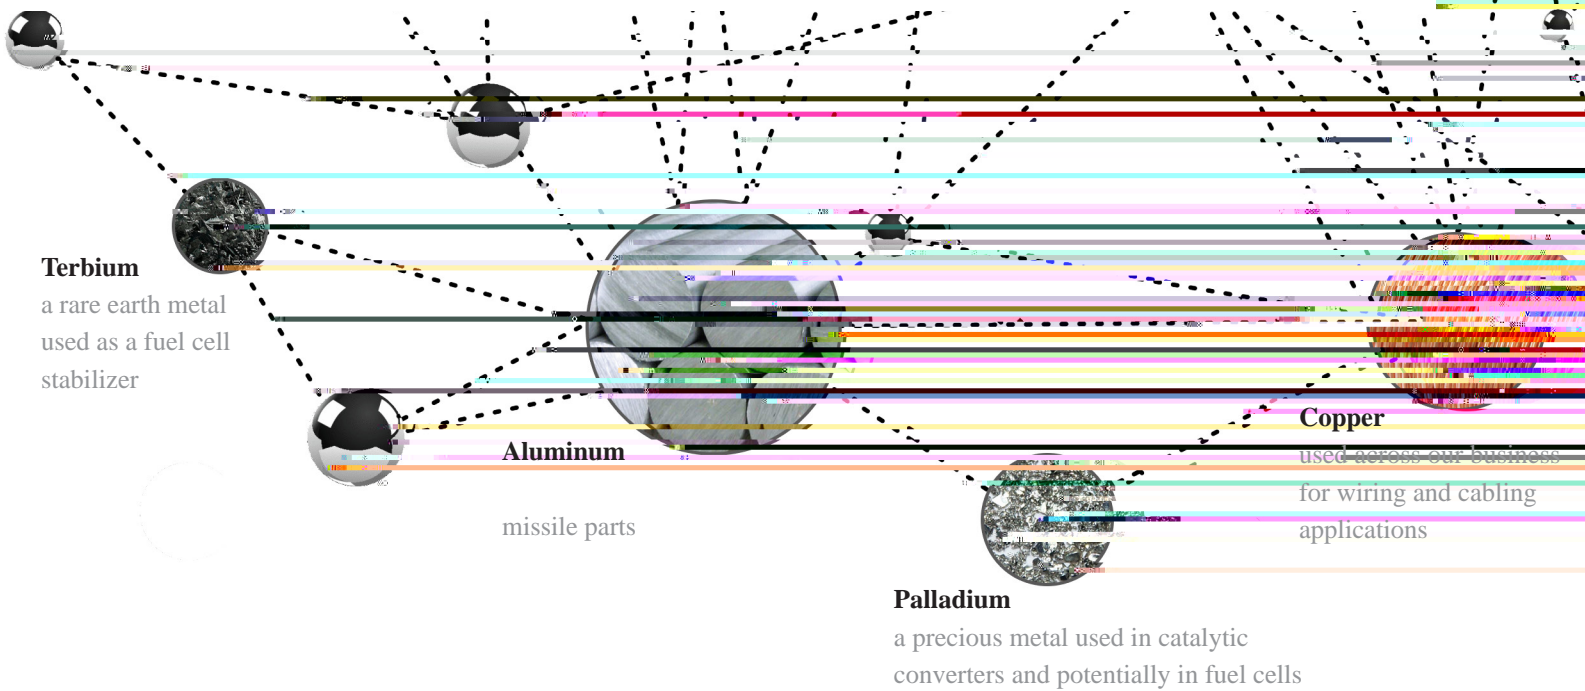 Terbium
a rare earth metal
used as a fuel cell
stabilizer
Aluminum
missile parts
Copper
used across our business
for wiring and cabling
applications
Palladium
a precious metal used in catalytic
converters and potentially in fuel cells